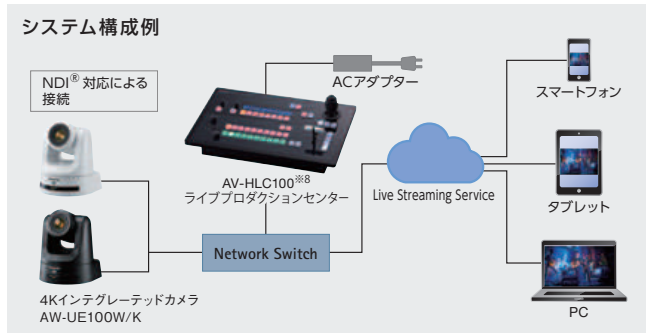 システム構成例
NDI® 対応による
接続
ACアダプター
スマートフォン
AV-HLC100※8
ライブプロダクションセンター
Live Streaming Service
タブレット
Network Switch
4Kインテグレーテッドカメラ
AW-UE100W/K
PC